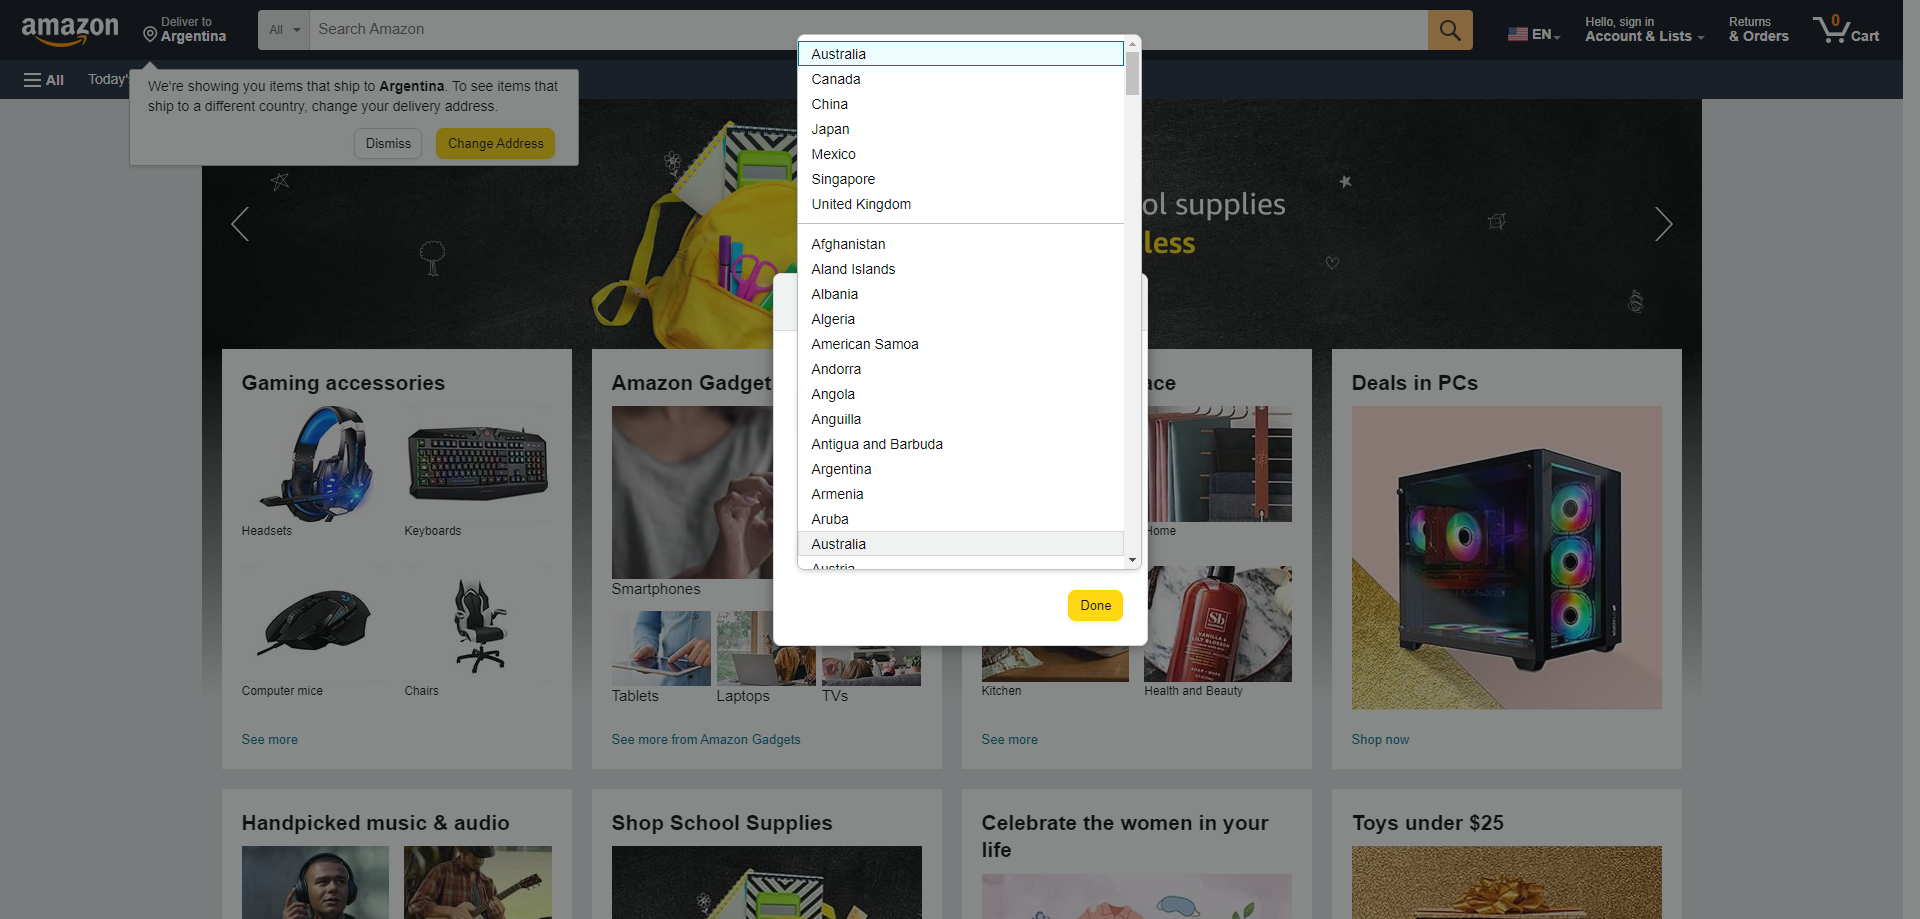 amazon
Deliver to
Argentina
All
Search Amazon
EN
Hello, sign in
Account & Lists
Returns
& Orders
0
Cart
All
Today'
We're showing you items that ship to Argentina. To see items that
ship to a different country, change your delivery address.
Dismiss
Change Address
Australia
Canada
China
Japan
Mexico
Singapore
United Kingdom
Afghanistan
Aland Islands
Albania
Algeria
American Samoa
Andorra
Angola
Anguilla
Antigua and Barbuda
Argentina
Armenia
Aruba
Australia
Austria
Done
ol supplies
less
Gaming accessories
Headsets
Keyboards
Computer mice
Chairs
See more
Amazon Gadget
Smartphones
Tablets
Laptops
TVs
See more from Amazon Gadgets
ace
Home
Kitchen
Sb
VANILLA &
LILY BLOSSOM
Health and Beauty
See more
Deals in PCs
Shop now
Handpicked music & audio
Shop School Supplies
Celebrate the women in your
life
Toys under $25